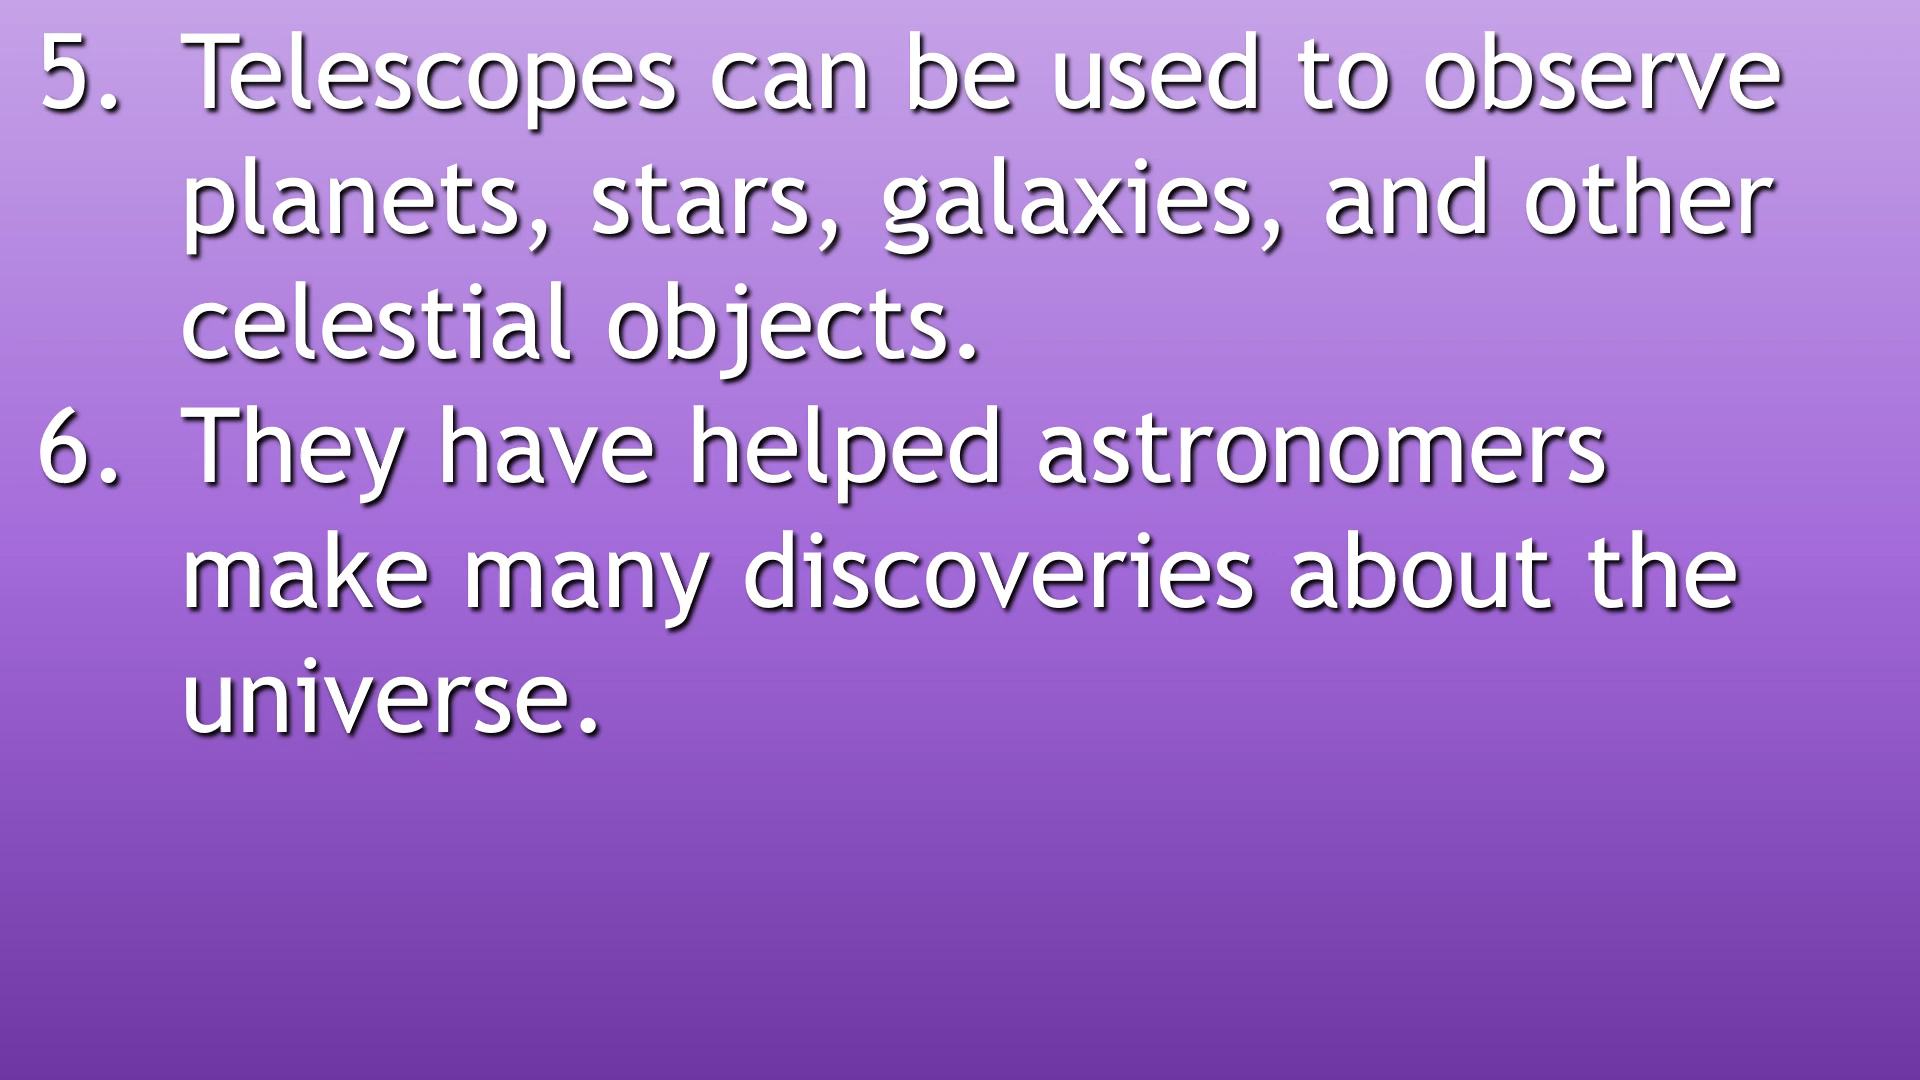 5. Telescopes can be used to observe
planets, stars, galaxies, and other
celestial objects.
6. They have helped astronomers
make many discoveries about the
universe.